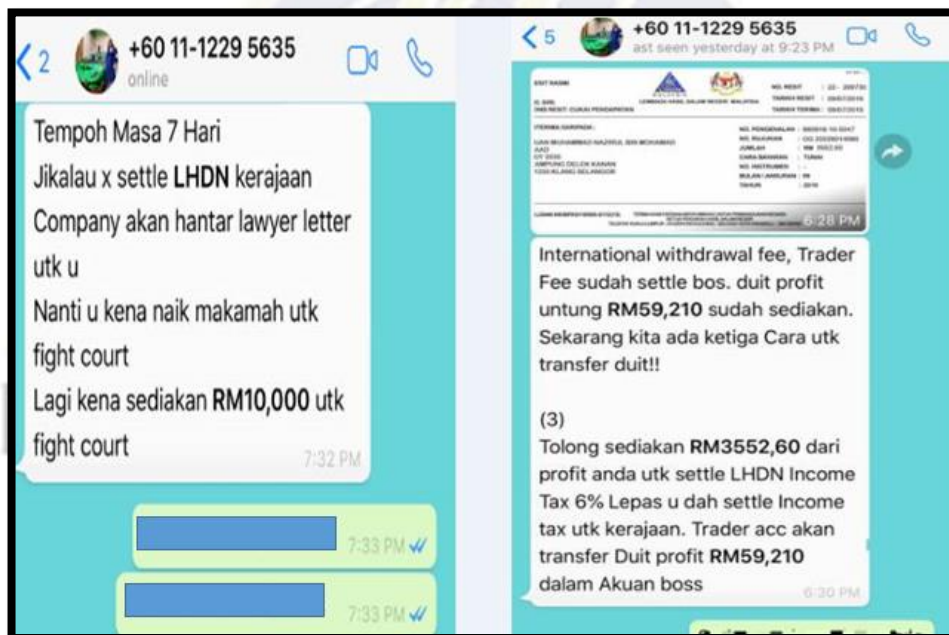 2
+60 11-1229 5635
online
Tempoh Masa 7 Hari
Jikalau x settle LHDN kerajaan
Company akan hantar lawyer letter
utk u
Nanti u kena naik makamah utk
fight court
Lagi kena sediakan RM10,000 utk
fight court
7:32 PM
7:33 PM
7:33 PM
5
+60 11-1229 5635
ast seen yesterday at 9:23 PM
LEMBAGA HASIL DALAM NEGERI MALAYSIA
6:28 PM
International withdrawal fee, Trader
Fee sudah settle bos. duit profit
untung RM59,210 sudah sediakan.
Sekarang kita ada ketiga Cara utk
transfer duit!!
(3)
Tolong sediakan RM3552,60 dari
profit anda utk settle LHDN Income
Tax 6% Lepas u dah settle Income
tax utk kerajaan. Trader acc akan
transfer Duit profit RM59,210
dalam Akuan boss
6:30 PM